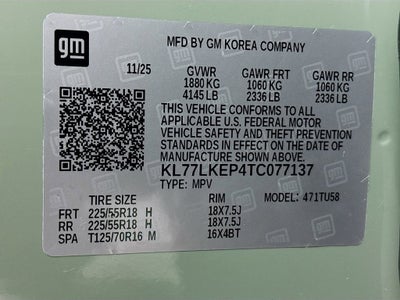 gm
MFD BY GM KOREA COMPANY
11/25 GVWR GAWR FRT GAWR RR
1880 KG 1060 KG 1060 KG
4145 LB 2336 LB 2336 LB
THIS VEHICLE CONFORMS TO ALL
APPLICABLE U.S. FEDERAL MOTOR
VEHICLE SAFETY AND THEFT PREVENTION
STANDARDS IN EFFECT ON THE DATE OF
MANUFACTURE SHOWN ABOVE.
KL77LKEP4TC077137
TYPE: MPV MODEL: 471TU58
TIRE SIZE RIM
FRT 225/55R18 H 18X7.5J
RR 225/55R18 H 18X7.5J
SPA T125/70R16 M 16X4BT